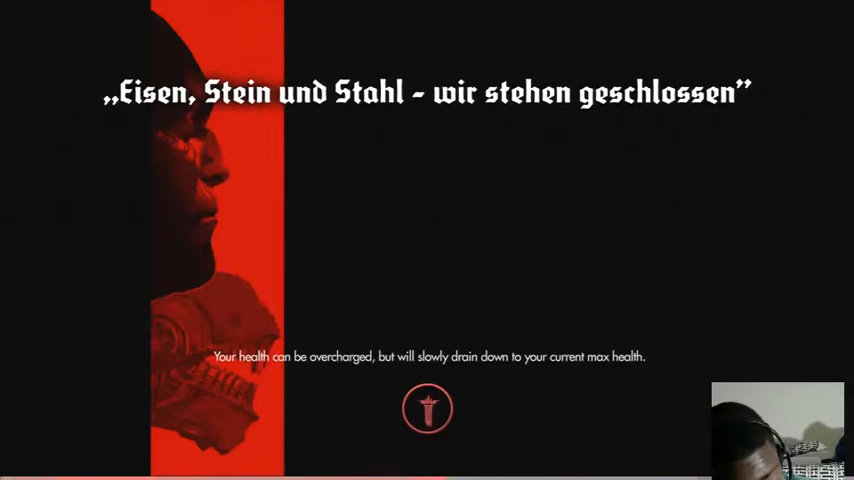 „Eisen, Stein und Stahl - wir stehen geschlossen”
Your health can be overcharged, but will slowly drain down to your current max health.